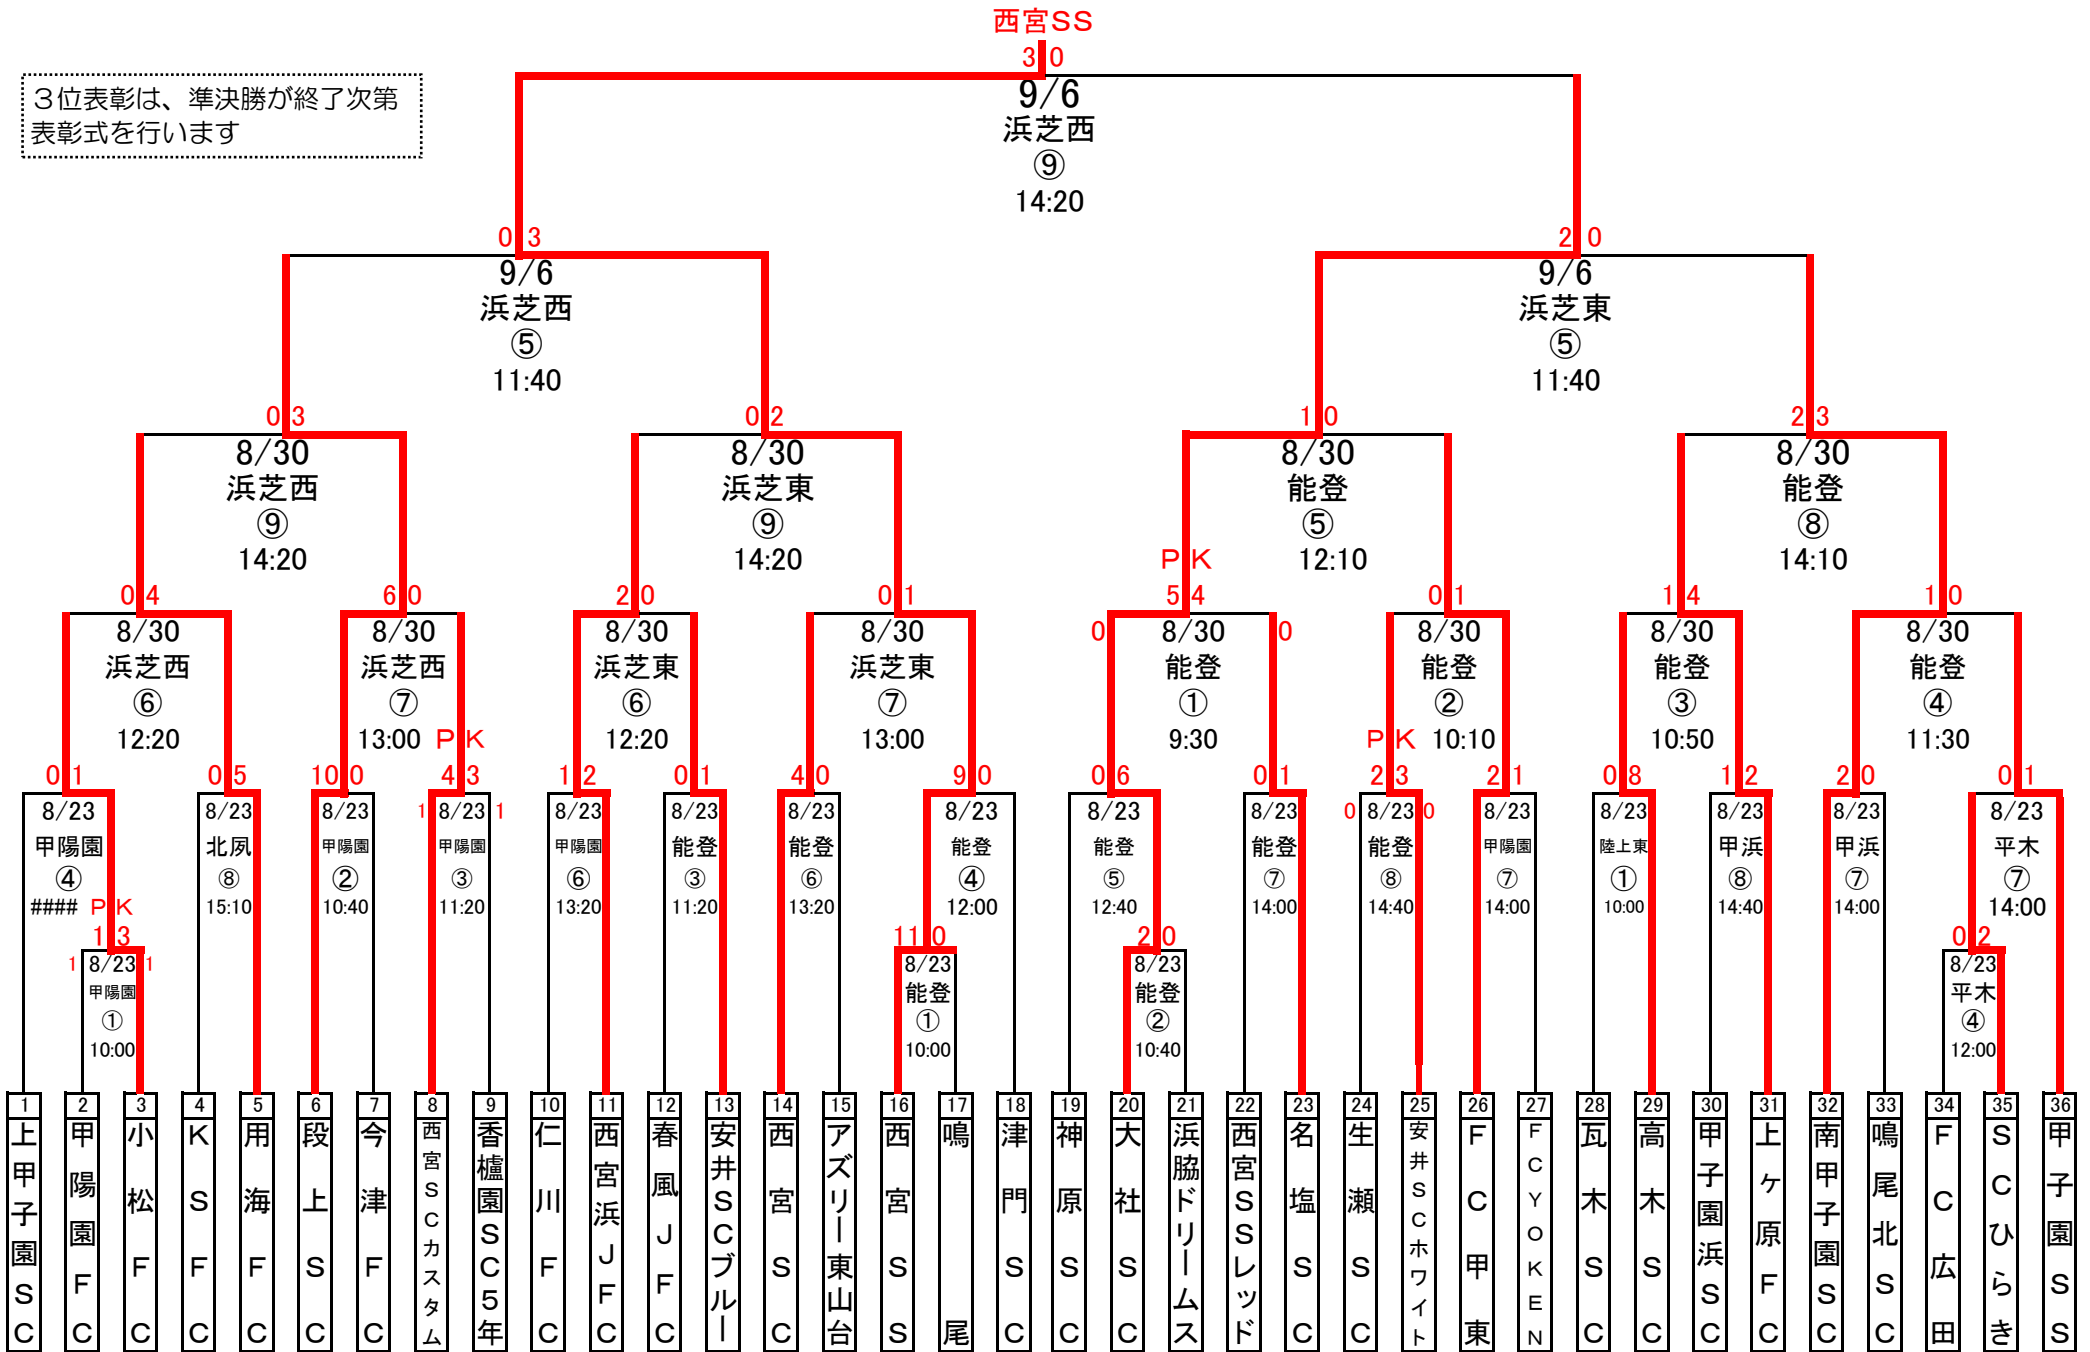 西宮SS
3 0
３位表彰は、準決勝が終了次第
表彰式を行います
9/6
浜芝西
⑨
14:20
0 3
9/6
浜芝西
⑤
11:40
2 0
9/6
浜芝東
⑤
11:40
0 3
8/30
浜芝西
⑨
14:20
0 2
8/30
浜芝東
⑨
14:20
1 0
8/30
能登
⑤
12:10
2 3
8/30
能登
⑧
14:10
0 4
8/30
浜芝西
⑥
12:20
6 0
8/30
浜芝西
⑦
13:00
2 0
8/30
浜芝東
⑥
12:20
0 1
8/30
浜芝東
⑦
13:00
PK
5 4
0 8/30 0
能登
①
9:30
0 1
8/30
能登
②
10:10
1 4
8/30
能登
③
10:50
1 0
8/30
能登
④
11:30
0 1
8/23
甲陽園
④
####
0 5
8/23
北夙
⑧
15:10
10 0
8/23
甲陽園
②
10:40
PK
4 3
1 8/23 1
甲陽園
③
11:20
1 2
8/23
甲陽園
⑥
13:20
0 1
8/23
能登
③
11:20
4 0
8/23
能登
⑥
13:20
9 0
8/23
能登
④
12:00
0 6
8/23
能登
⑤
12:40
0 1
8/23
能登
⑦
14:00
PK
2 3
0 8/23 0
能登
⑧
14:40
2 1
8/23
甲陽園
⑦
14:00
0 8
8/23
陸上東
①
10:00
1 2
8/23
甲浜
⑧
14:40
2 0
8/23
甲浜
⑦
14:00
0 1
8/23
平木
⑦
14:00
PK
1 3
1 8/23 1
甲陽園
①
10:00
11 0
8/23
能登
①
10:00
2 0
8/23
能登
②
10:40
0 2
8/23
平木
④
12:00
1
上甲子園SC
2
甲陽園FC
3
小松FC
4
KSFC
5
用海FC
6
段上SC
7
今津FC
8
西宮SCカスタム
9
香櫨園SC5年
10
仁川FC
11
西宮浜JFC
12
春風JFC
13
安井SCブルー
14
西宮SC
15
アズリー東山台
16
西宮SS
17
鳴尾
18
津門SC
19
神原SC
20
大社SC
21
浜脇ドリームス
22
西宮SSレッド
23
名塩SC
24
生瀬SC
25
安井SCホワイト
26
FC甲東
27
FCYOKEN
28
瓦木SC
29
高木SC
30
甲子園浜SC
31
上ヶ原FC
32
南甲子園SC
33
鳴尾北SC
34
FC広田
35
SCひらき
36
甲子園SS